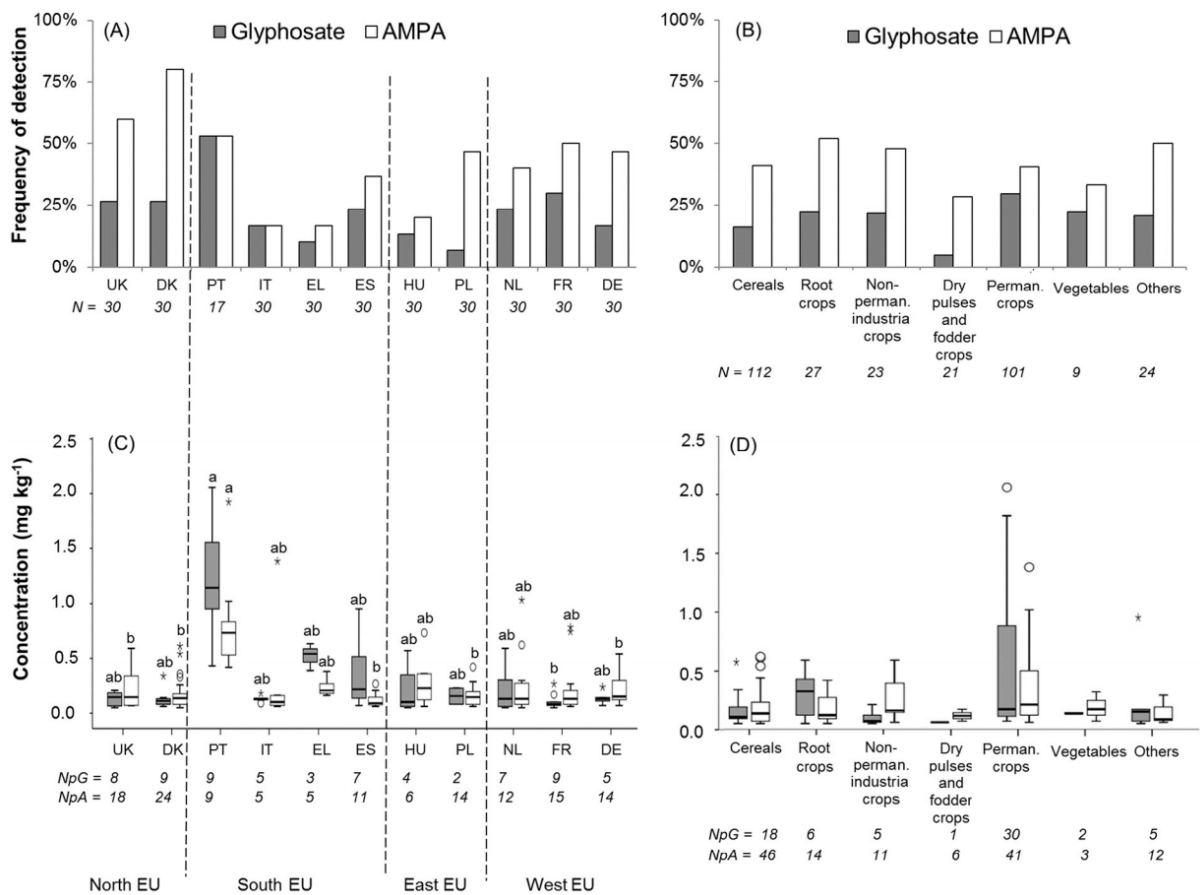 (A)
Glyphosate AMPA
Frequency of detection
100%
75%
50%
25%
0%
UK DK PT IT EL ES HU PL NL FR DE
N = 30 30 17 30 30 30 30 30 30 30 30
(B)
Glyphosate AMPA
100%
75%
50%
25%
0%
Cereals Root crops Non-perman. industria crops Dry pulses and fodder crops Perman. crops Vegetables Others
N = 112 27 23 21 101 9 24
(C)
Concentration (mg kg⁻¹)
2.5
2.0
1.5
1.0
0.5
0.0
ab b ab b a a ab ab ab ab ab b ab ab ab b ab ab b ab ab b
UK DK PT IT EL ES HU PL NL FR DE
NpG = 8 9 9 5 3 7 4 2 7 9 5
NpA = 18 24 9 5 5 11 6 14 12 15 14
North EU South EU East EU West EU
(D)
2.5
2.0
1.5
1.0
0.5
0.0
Cereals Root crops Non-perman. industria crops Dry pulses and fodder crops Perman. crops Vegetables Others
NpG = 18 6 5 1 30 2 5
NpA = 46 14 11 6 41 3 12